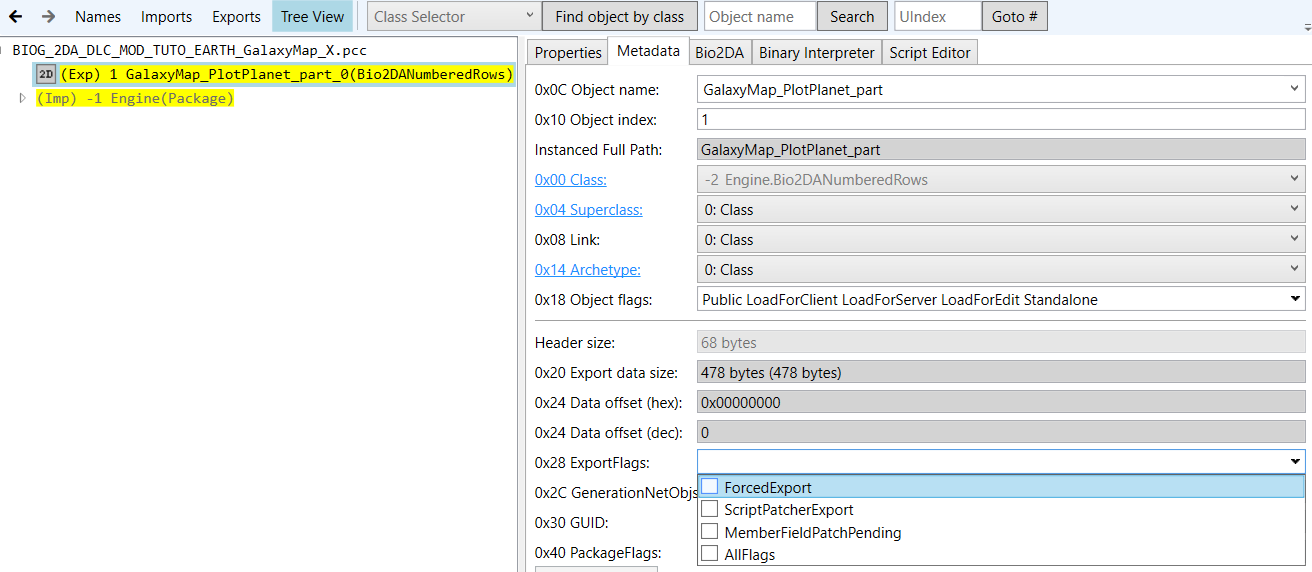 Names Imports Exports Tree View Class Selector Find object by class Object name Search UIndex Goto #
BIOG_2DA_DLC_MOD_TUTO_EARTH_GalaxyMap_X.pcc
2D (Exp) 1 GalaxyMap_PlotPlanet_part_0(Bio2DANumberedRows)
(Imp) -1 Engine(Package)
Properties Metadata Bio2DA Binary Interpreter Script Editor
0x0C Object name: GalaxyMap_PlotPlanet_part
0x10 Object index: 1
Instanced Full Path: GalaxyMap_PlotPlanet_part
0x00 Class: -2 Engine.Bio2DANumberedRows
0x04 Superclass: 0: Class
0x08 Link: 0: Class
0x14 Archetype: 0: Class
0x18 Object flags: Public LoadForClient LoadForServer LoadForEdit Standalone
Header size: 68 bytes
0x20 Export data size: 478 bytes (478 bytes)
0x24 Data offset (hex): 0x00000000
0x24 Data offset (dec): 0
0x28 ExportFlags:
ForcedExport
0x2C GenerationNetObjs
ScriptPatcherExport
0x30 GUID:
MemberFieldPatchPending
0x40 PackageFlags:
AllFlags